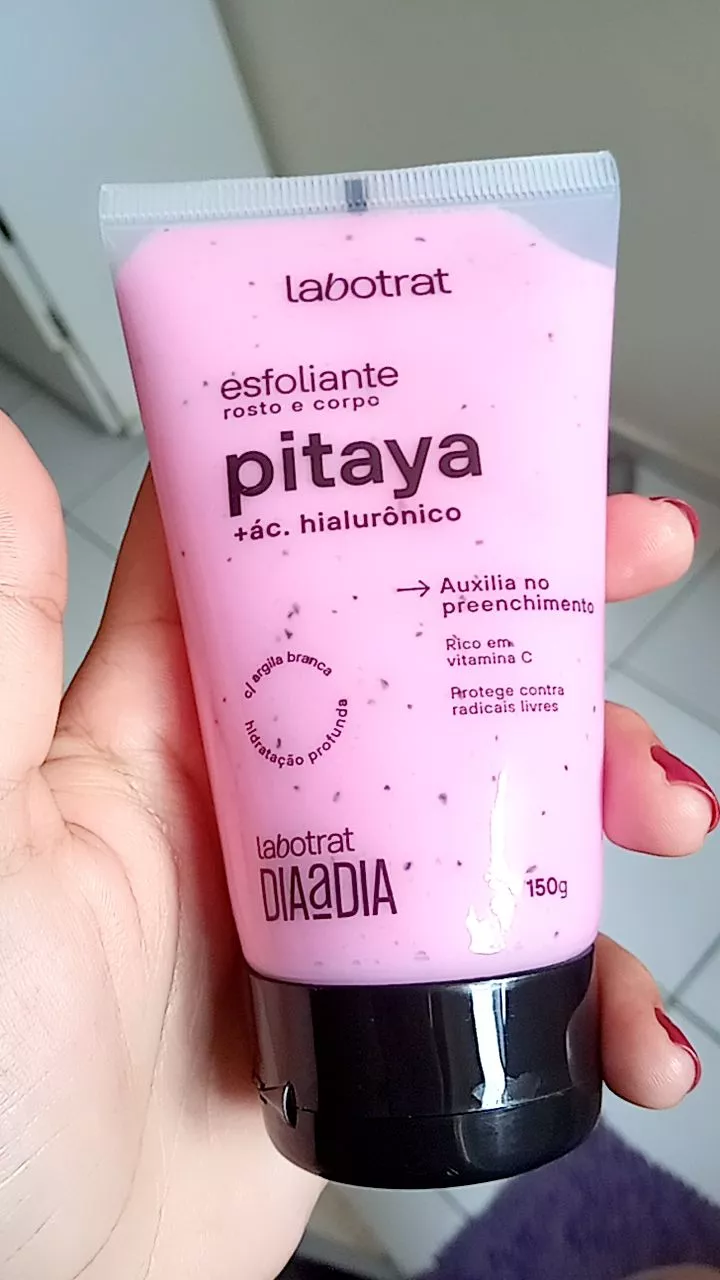 labotrat
esfoliante
rosto e corpo
pitaya
+ác. hialurônico
→ Auxilia no
preenchimento
Rico em
vitamina C
Protege contra
radicais livres
c/ argila branca
hidratação profunda
labotrat
DIAaDIA
150g